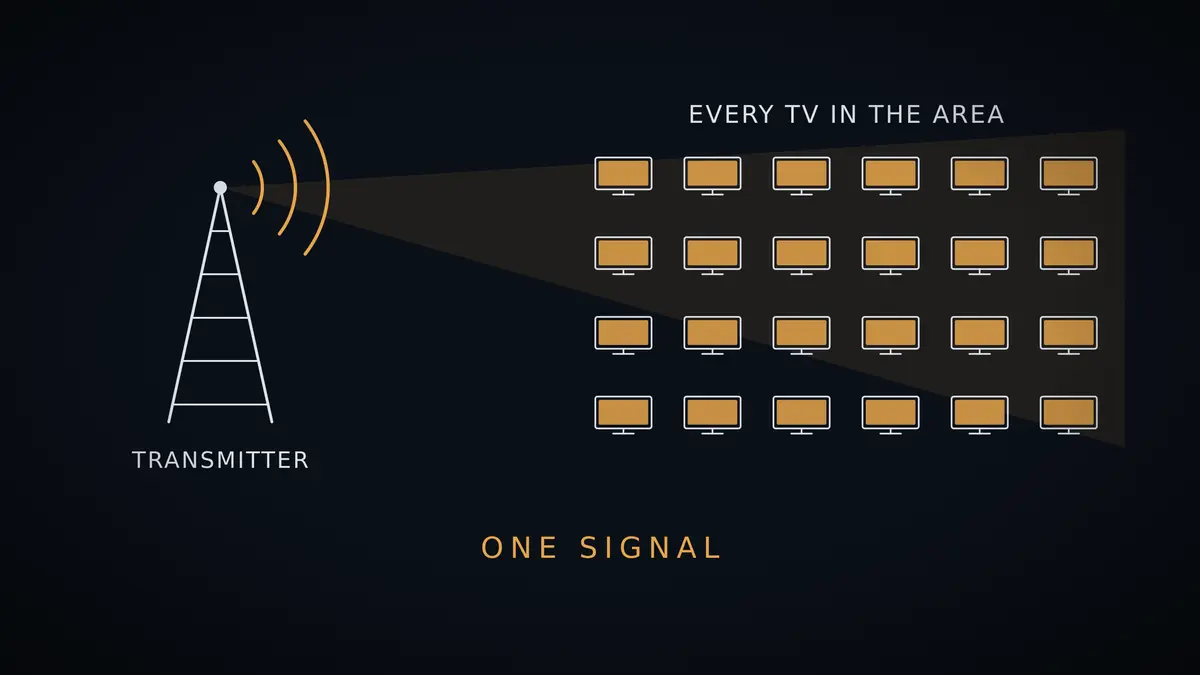 EVERY TV IN THE AREA
TRANSMITTER
ONE SIGNAL